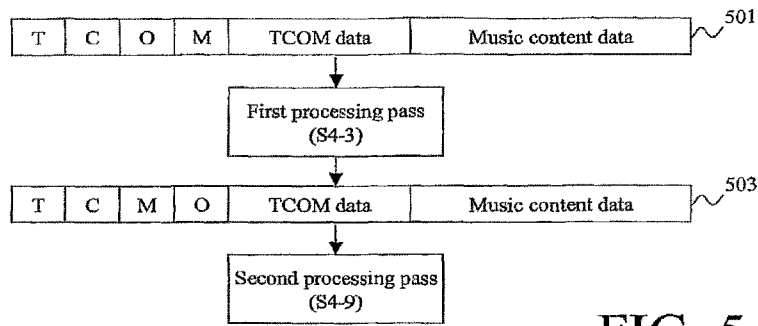 T C O M TCOM data Music content data 501
First processing pass
(S4-3)
T C M O TCOM data Music content data 503
Second processing pass
(S4-9)
FIG. 5